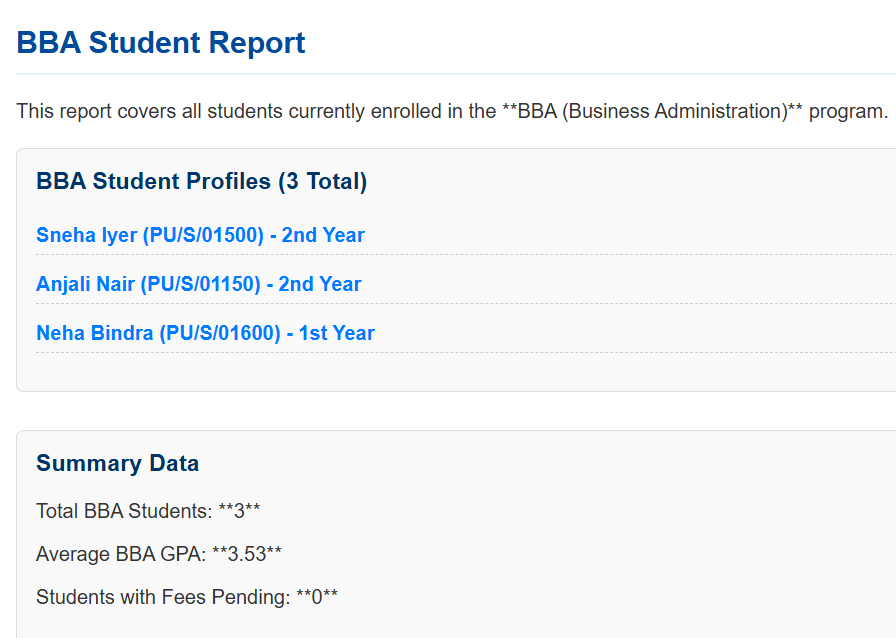 BBA Student Report
This report covers all students currently enrolled in the **BBA (Business Administration)** program.
BBA Student Profiles (3 Total)
Sneha Iyer (PU/S/01500) - 2nd Year
Anjali Nair (PU/S/01150) - 2nd Year
Neha Bindra (PU/S/01600) - 1st Year
Summary Data
Total BBA Students: **3**
Average BBA GPA: **3.53**
Students with Fees Pending: **0**